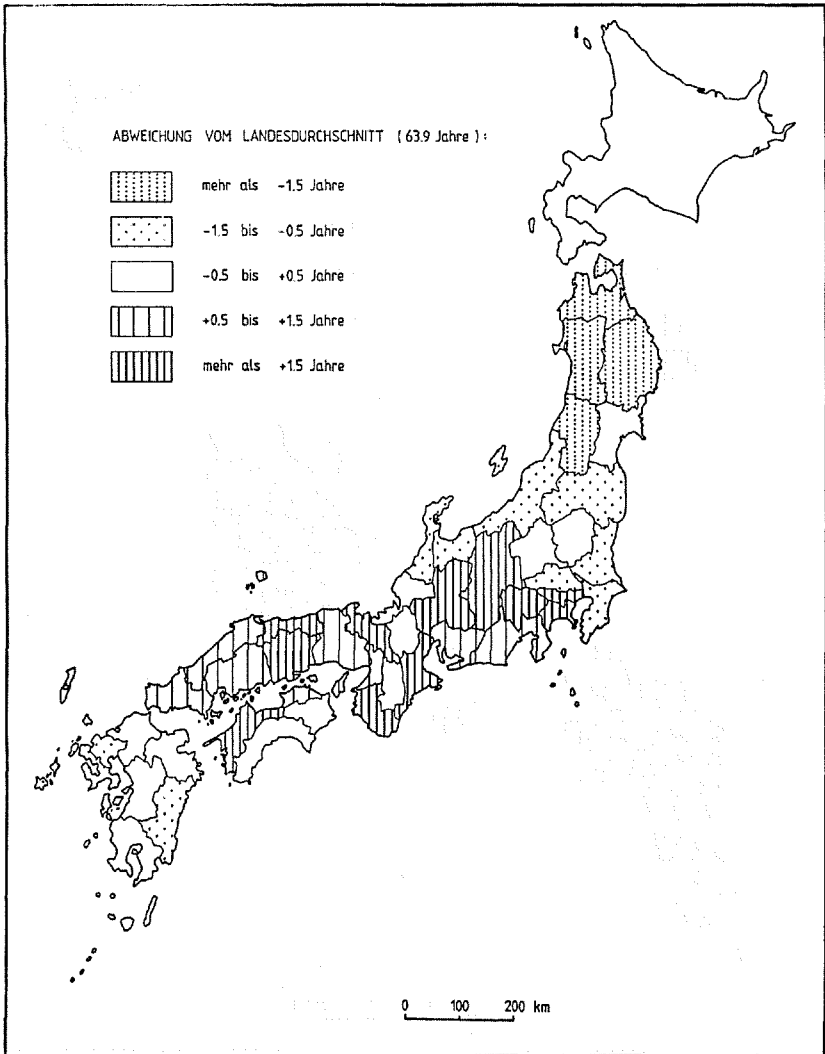 ABWEICHUNG VOM LANDESDURCHSCHNITT ( 63.9 Jahre ) :
mehr als -1.5 Jahre
-1.5 bis -0.5 Jahre
-0.5 bis +0.5 Jahre
+0.5 bis +1.5 Jahre
mehr als +1.5 Jahre
0 100 200 km